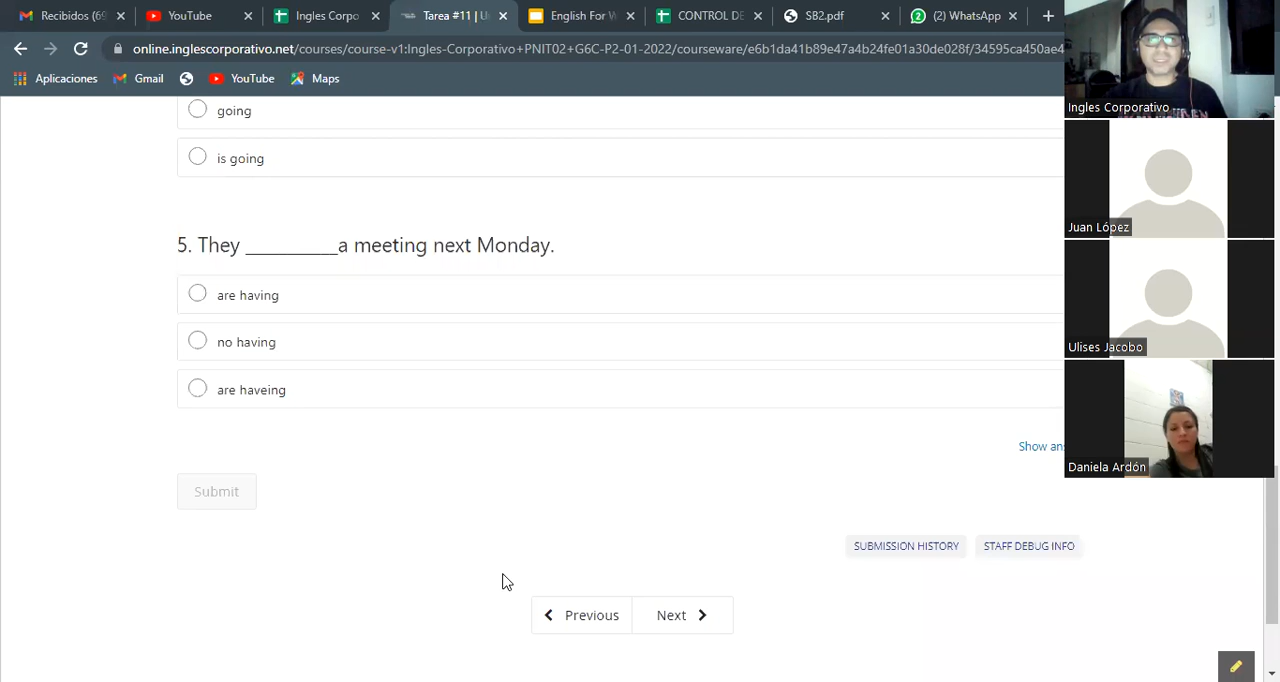 Recibidos (69
YouTube
Ingles Corpo
Tarea #11 | U
English For W
CONTROL DE
SB2.pdf
(2) WhatsApp
online.inglescorporativo.net/courses/course-v1:Ingles-Corporativo+PNIT02+G6C-P2-01-2022/courseware/e6b1da41b89e47a4b24fe01a30de028f/34595ca450ae4
Aplicaciones
Gmail
YouTube
Maps
going
is going
5. They __________a meeting next Monday.
are having
no having
are haveing
Show ans
Submit
SUBMISSION HISTORY
STAFF DEBUG INFO
Previous
Next
Ingles Corporativo
Juan López
Ulises Jacobo
Daniela Ardón